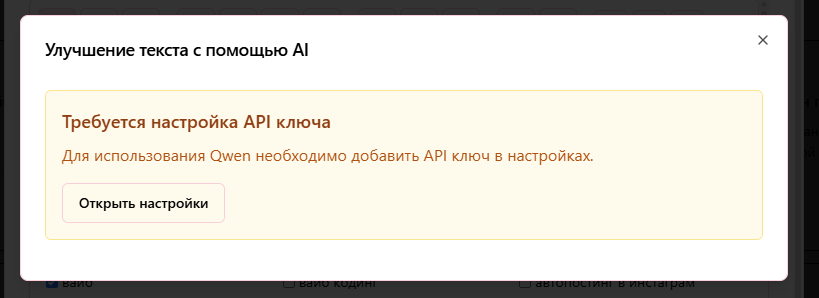 Улучшение текста с помощью AI
Требуется настройка API ключа
Для использования Qwen необходимо добавить API ключ в настройках.
Открыть настройки
вайб вайб кодинг автопостинг в инстаграм